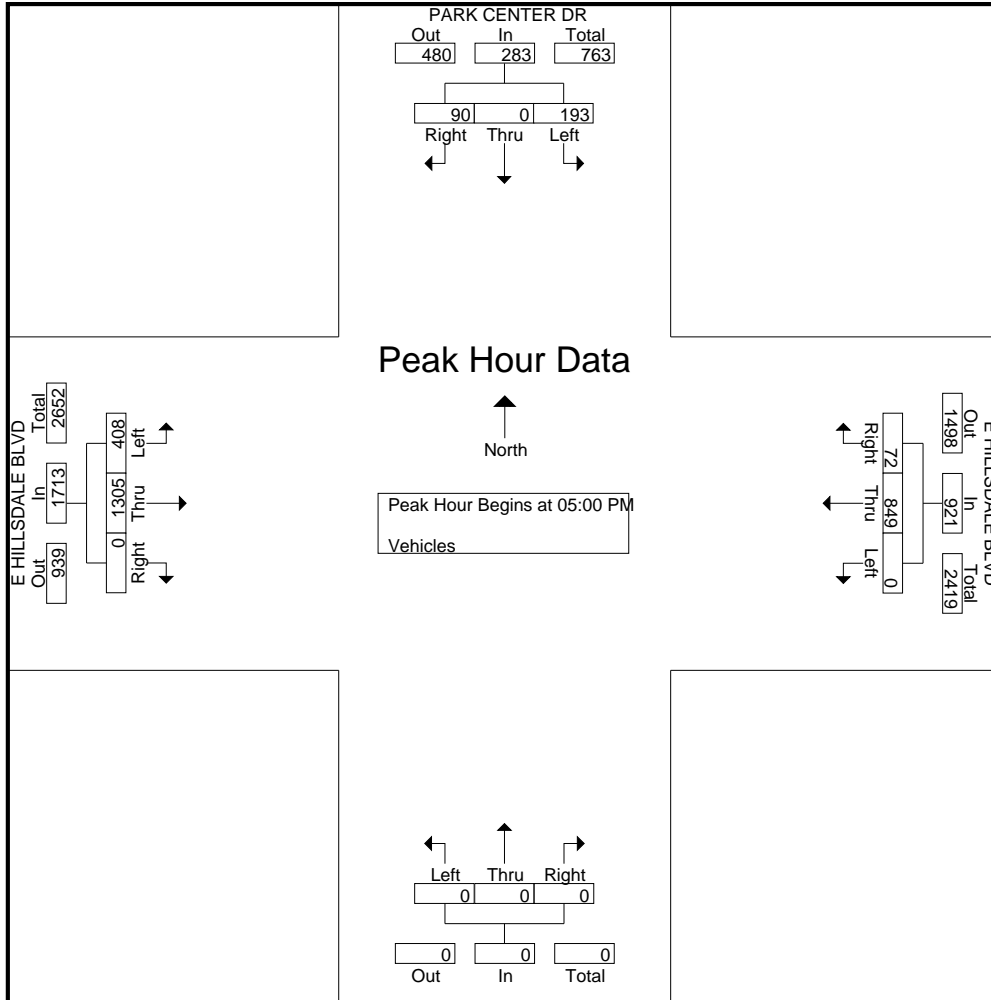 PARK CENTER DR
Out In Total
480 283 763
90 0 193
Right Thru Left
Peak Hour Data
North
Peak Hour Begins at 05:00 PM
Vehicles
E HILLSDALE BLVD
Total In Out
2652 1713 939
408 1305 0
Left Thru Right
E HILLSDALE BLVD
Out In Total
1498 921 2419
72 849 0
Right Thru Left
Left Thru Right
0 0 0
0 0 0
Out In Total